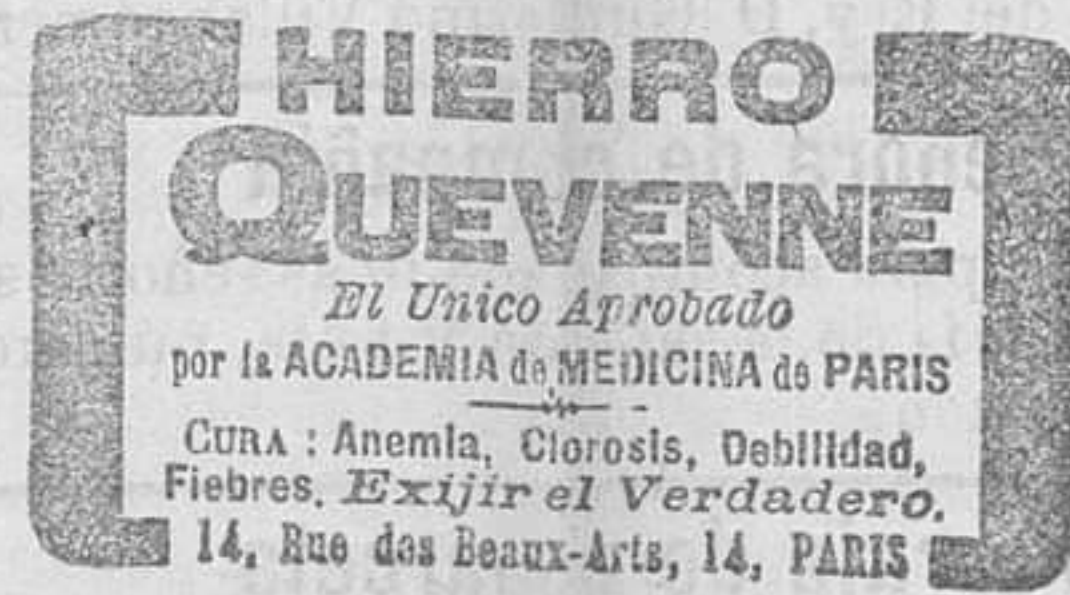 HIERRO
QUEVENNE
El Unico Aprobado
por la ACADEMIA de MEDICINA de PARIS
CURA : Anemia, Clorosis, Debilidad,
Fiebres. Exijir el Verdadero.
14, Rue des Beaux-Arts, 14, PARIS